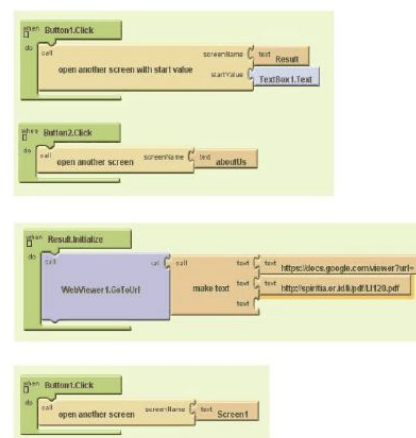 when Button1.Click
do call screenName text Result
open another screen with start value
startValue TextBox1.Text
when Button2.Click
do call open another screen screenName text aboutUs
when Result.Initialize
do call url call text text https://docs.google.com/viewer?url=
WebViewer1.GoToUrl make text text text
text
when Button1.Click
do call open another screen screenName text Screen1